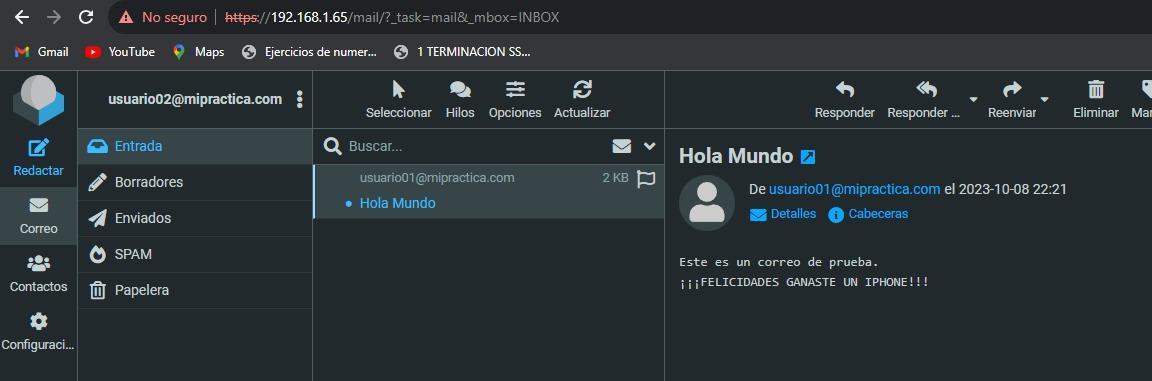 No seguro | https://192.168.1.65/mail/?_task=mail&_mbox=INBOX
Gmail YouTube Maps Ejercicios de numer... 1 TERMINACION SS...
usuario02@mipractica.com
Seleccionar Hilos Opciones Actualizar
Responder Responder ... Reenviar Eliminar Mar
Redactar
Correo
Contactos
Configuraci...
Entrada
Borradores
Enviados
SPAM
Papelera
Buscar...
usuario01@mipractica.com 2 KB
Hola Mundo
Hola Mundo
De usuario01@mipractica.com el 2023-10-08 22:21
Detalles Cabeceras
Este es un correo de prueba.
¡¡¡FELICIDADES GANASTE UN IPHONE!!!